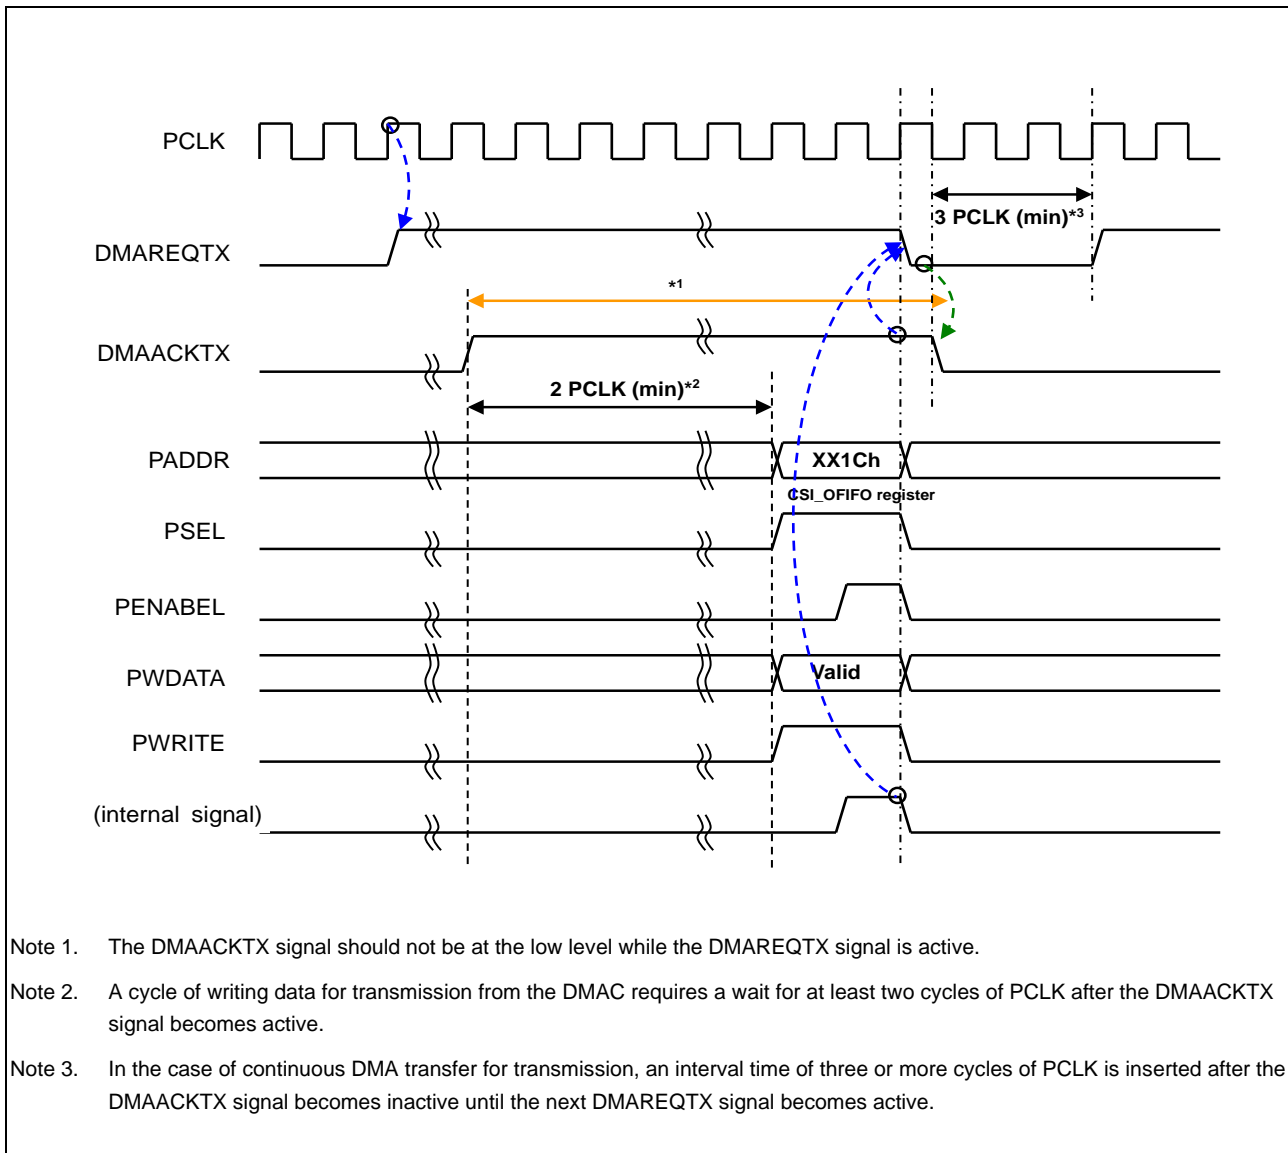 PCLK
3 PCLK (min)*3
DMAREQTX
*1
DMAACKTX
2 PCLK (min)*2
PADDR
XX1Ch
CSI_OFIFO register
PSEL
PENABEL
PWDATA
Valid
PWRITE
(internal signal)
Note 1. The DMAACKTX signal should not be at the low level while the DMAREQTX signal is active.
Note 2. A cycle of writing data for transmission from the DMAC requires a wait for at least two cycles of PCLK after the DMAACKTX
signal becomes active.
Note 3. In the case of continuous DMA transfer for transmission, an interval time of three or more cycles of PCLK is inserted after the
DMAACKTX signal becomes inactive until the next DMAREQTX signal becomes active.